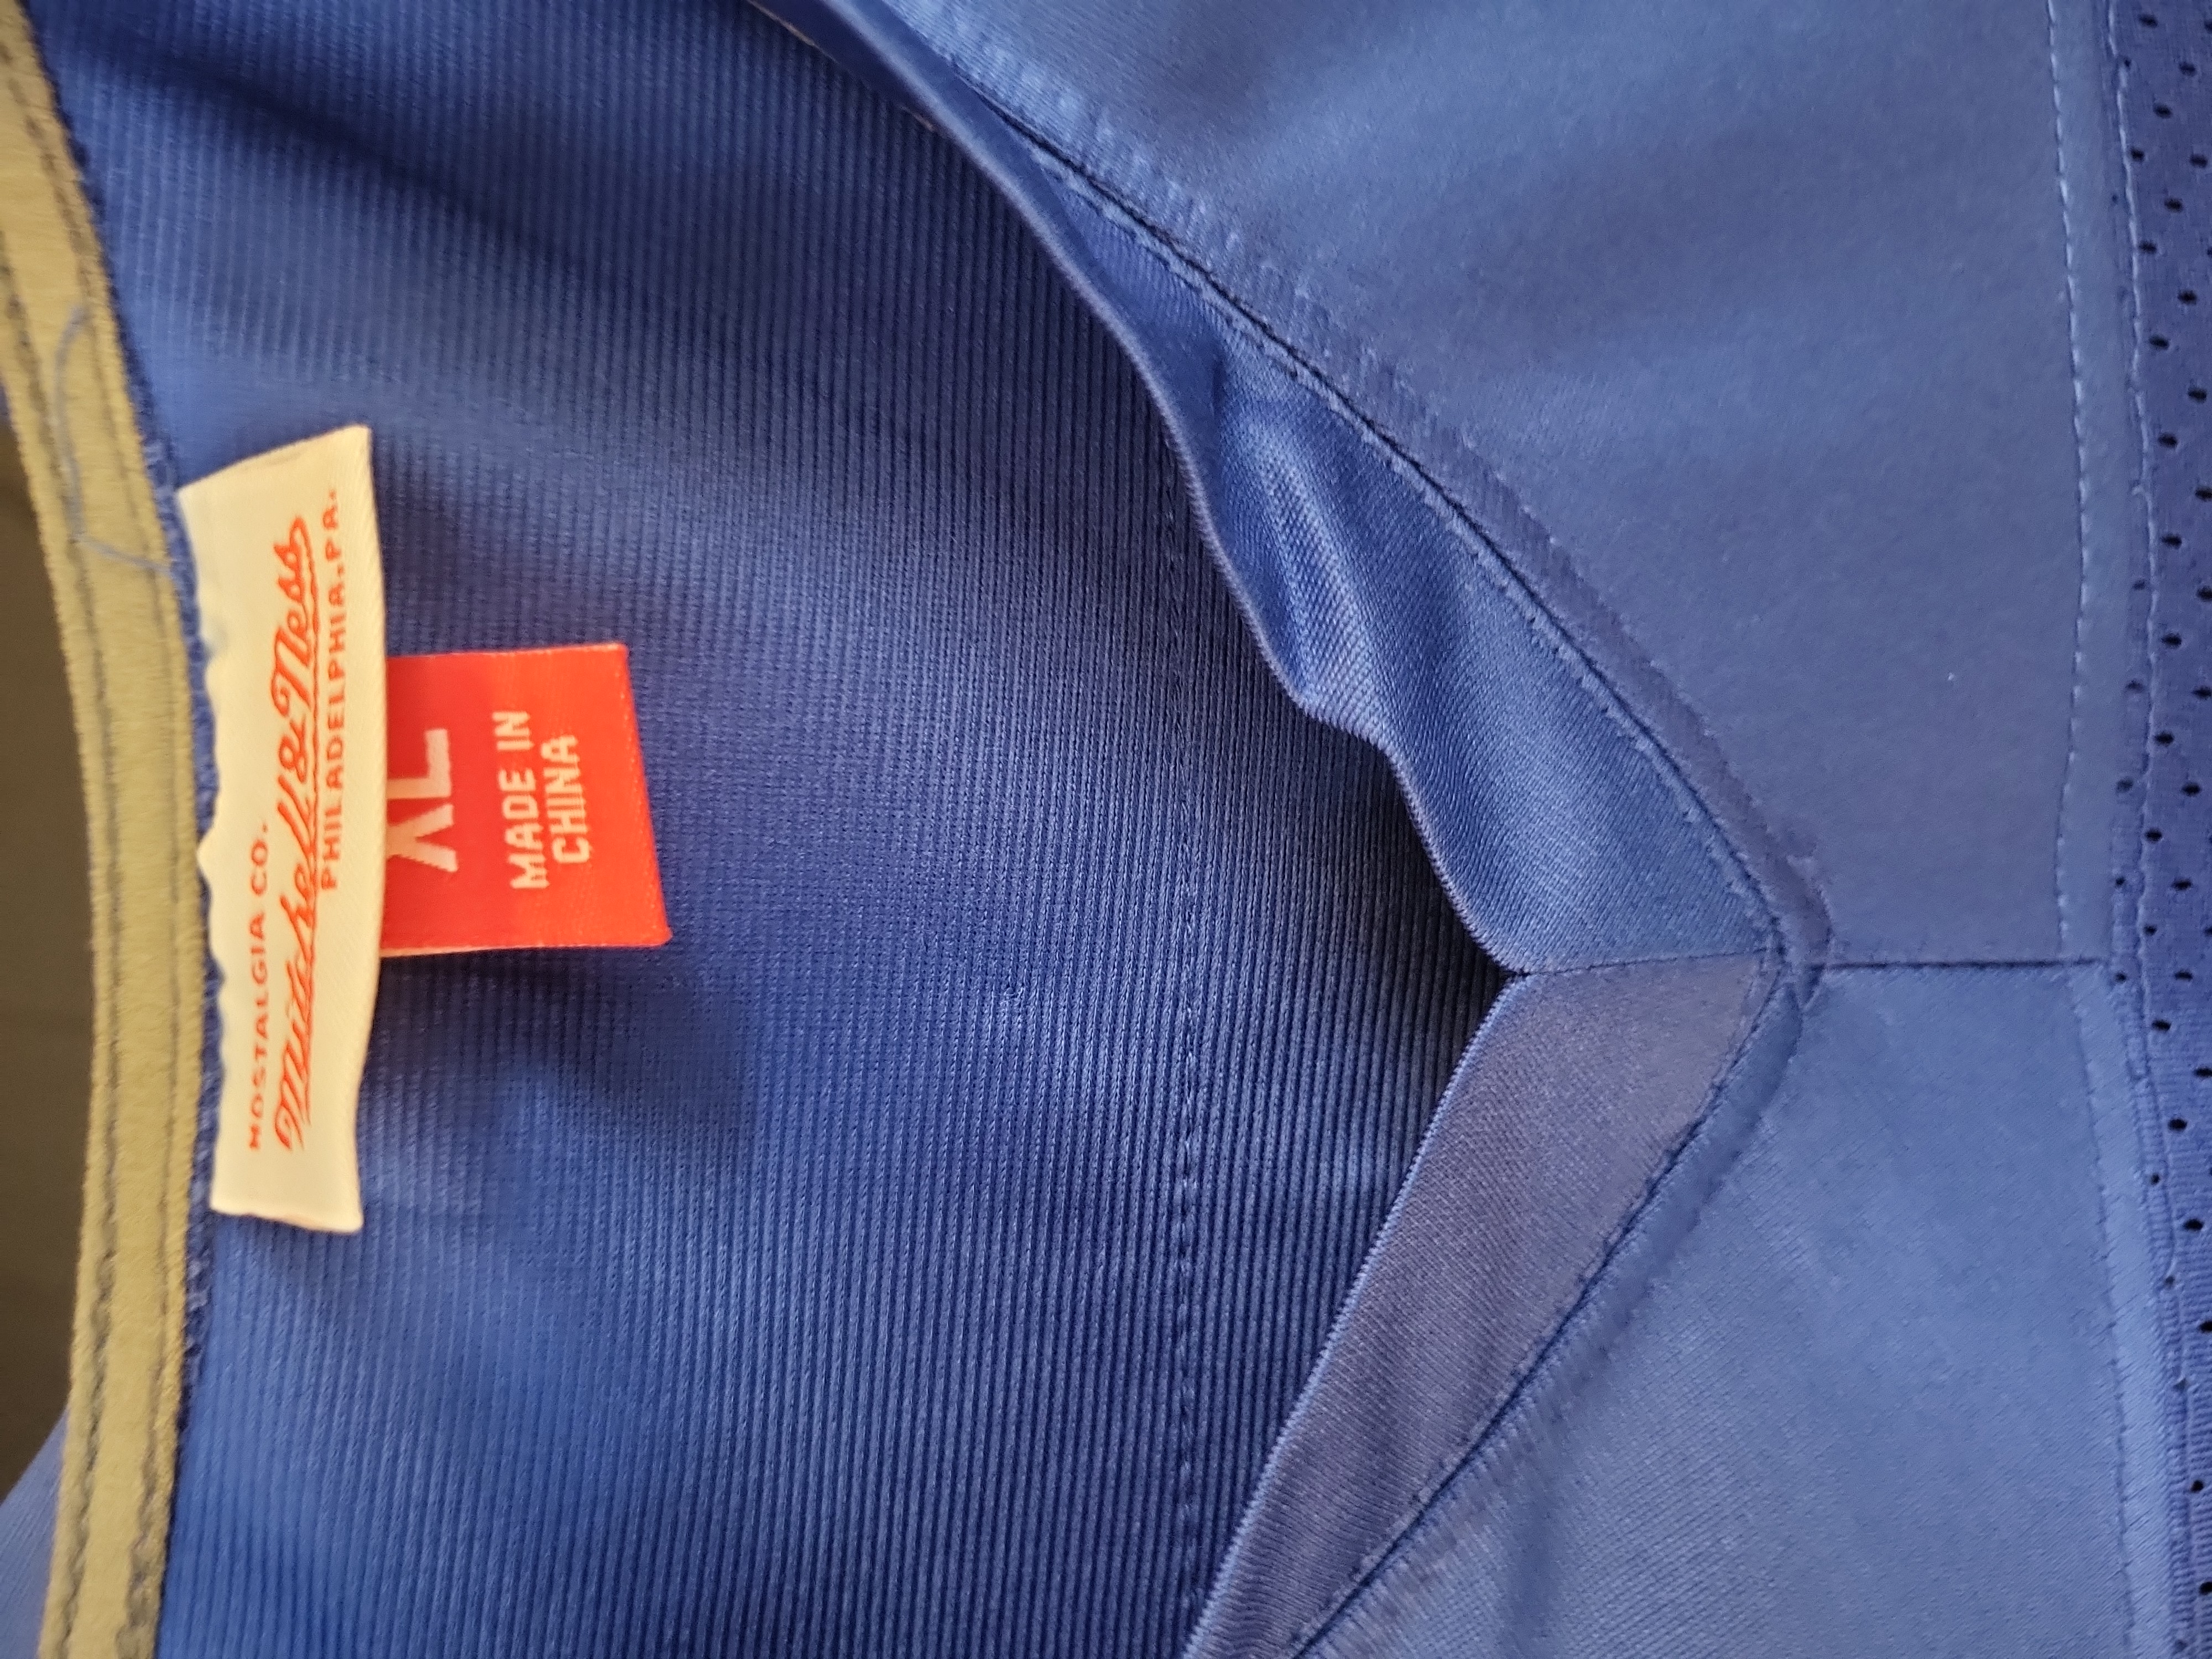 NOSTALGIA CO.
Mitchell & Ness
PHILADELPHIA, PA.
XL
MADE IN
CHINA